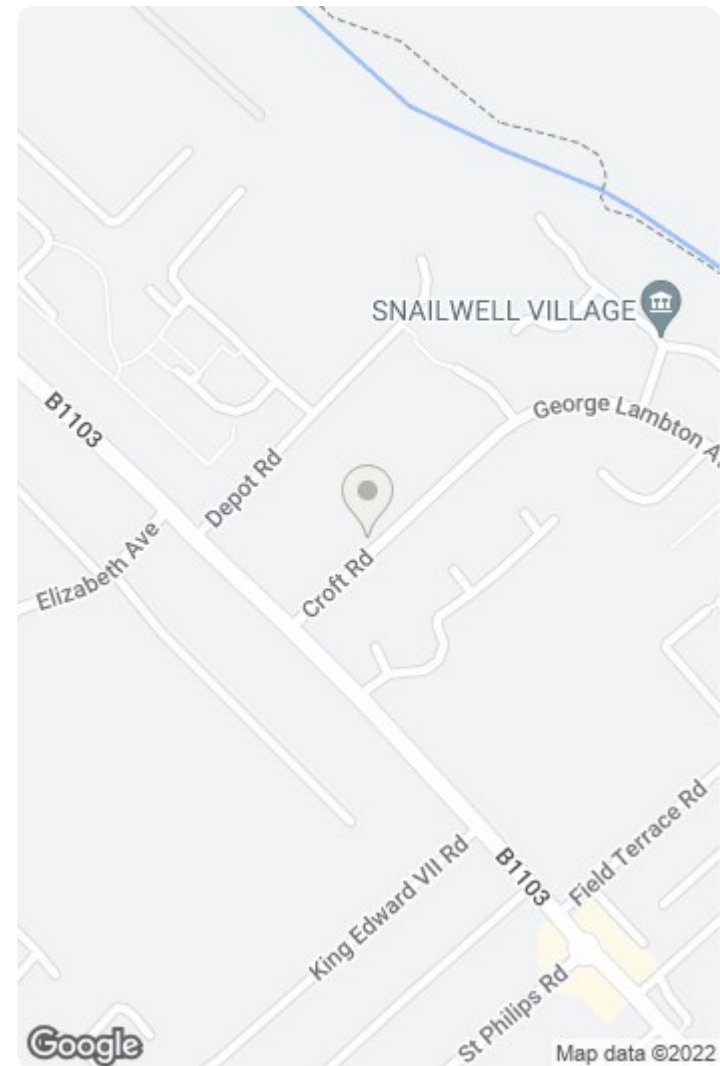 SNAILWELL VILLAGE
George Lambton A
B1103
Depot Rd
Elizabeth Ave
Croft Rd
Field Terrace Rd
King Edward VII Rd
B1103
St Philips Rd
Google
Map data ©2022